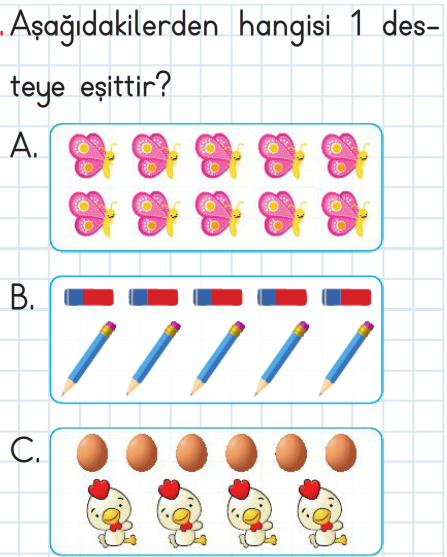 . Aşağıdakilerden hangisi 1 des-
teye eşittir?
A.
B.
C.